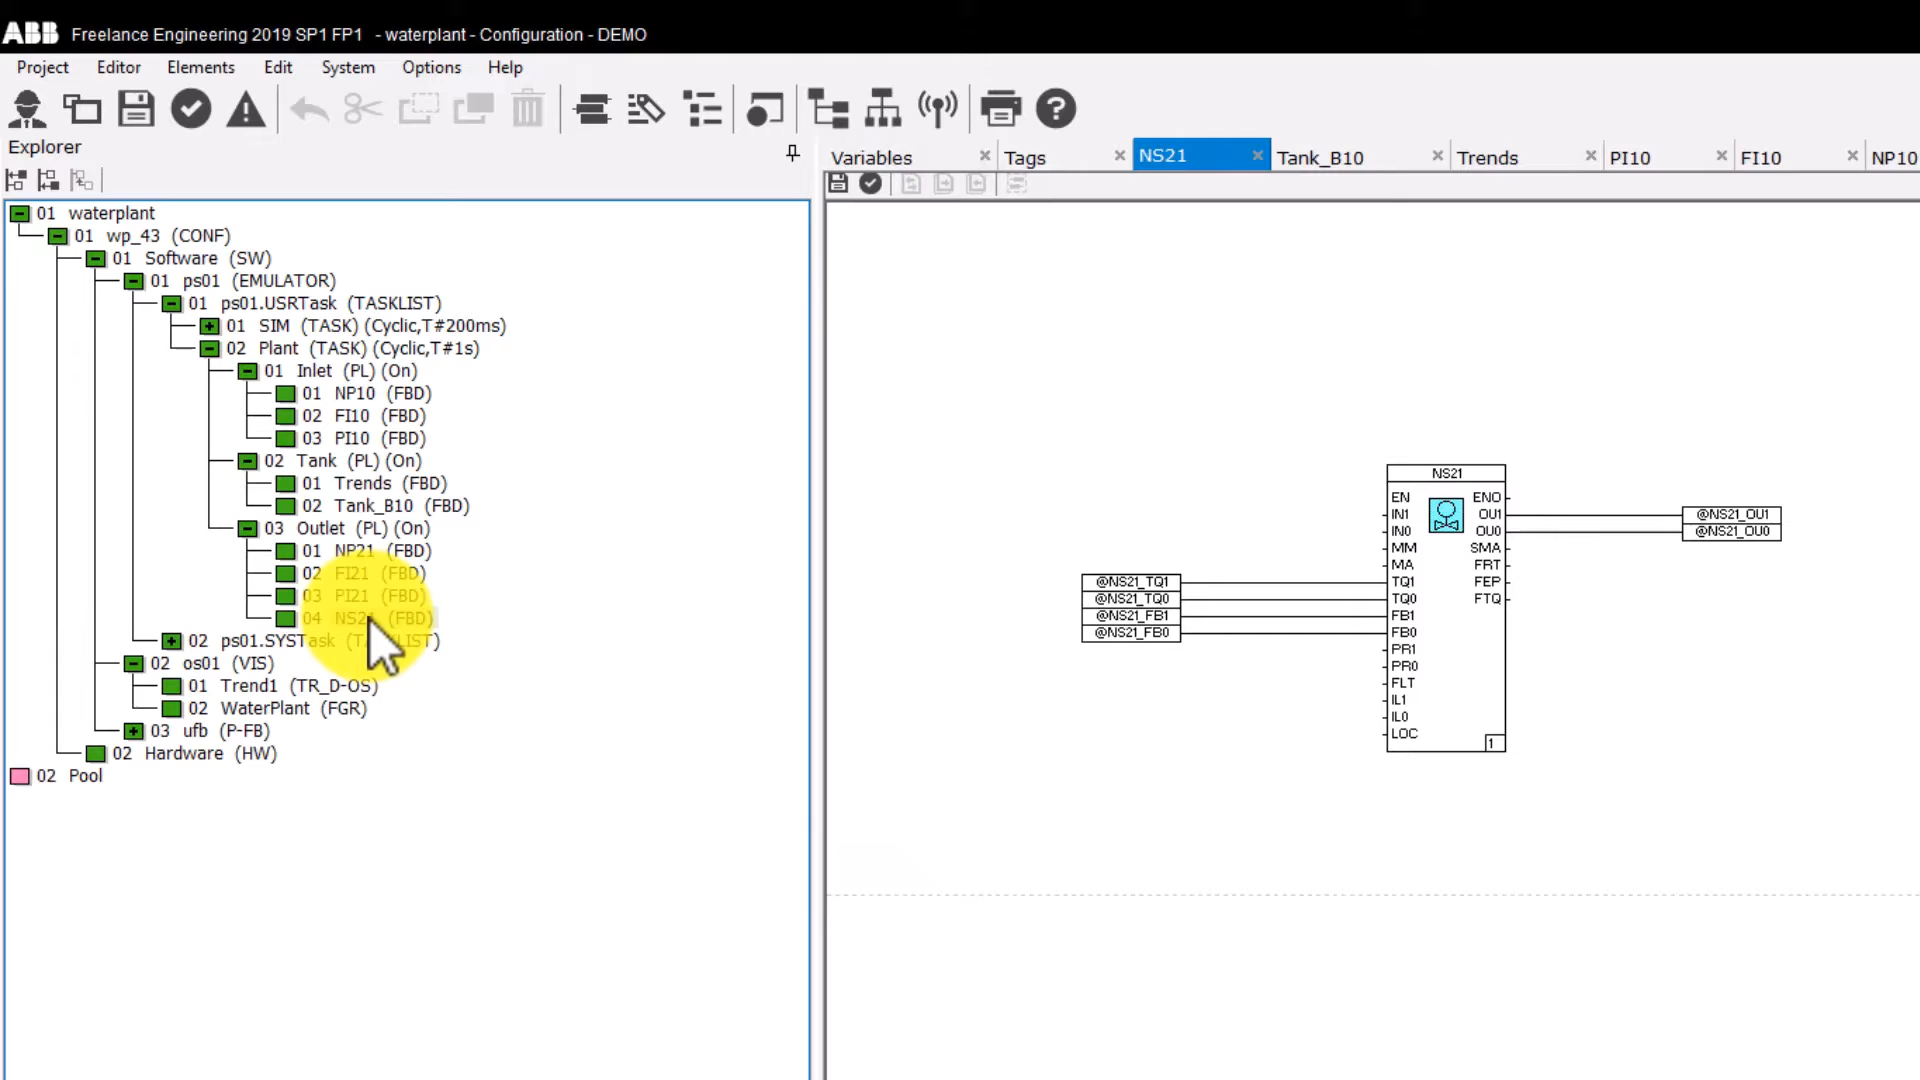 ABB Freelance Engineering 2019 SP1 FP1 - waterplant - Configuration - DEMO
Project Editor Elements Edit System Options Help
Explorer
Variables Tags NS21 Tank_B10 Trends PI10 FI10 NP10
01 waterplant
01 wp_43 (CONF)
01 Software (SW)
01 ps01 (EMULATOR)
01 ps01.USRTask (TASKLIST)
01 SIM (TASK) (Cyclic,T#200ms)
02 Plant (TASK) (Cyclic,T#1s)
01 Inlet (PL) (On)
01 NP10 (FBD)
02 FI10 (FBD)
03 PI10 (FBD)
02 Tank (PL) (On)
01 Trends (FBD)
02 Tank_B10 (FBD)
03 Outlet (PL) (On)
01 NP21 (FBD)
02 FI21 (FBD)
03 PI21 (FBD)
04 NS21 (FBD)
02 ps01.SYSTask (TASKLIST)
02 os01 (VIS)
01 Trend1 (TR_D-OS)
02 WaterPlant (FGR)
03 ufb (P-FB)
02 Hardware (HW)
02 Pool
NS21
EN ENO
IN1 OU1 @NS21_OU1
IN0 OU0 @NS21_OU0
MM SMA
MA FRT
@NS21_TQ1 TQ1 FEP
@NS21_TQ0 TQ0 FTQ
@NS21_FB1 FB1
@NS21_FB0 FB0
PR1
PR0
FLT
IL1
IL0
LOC
1